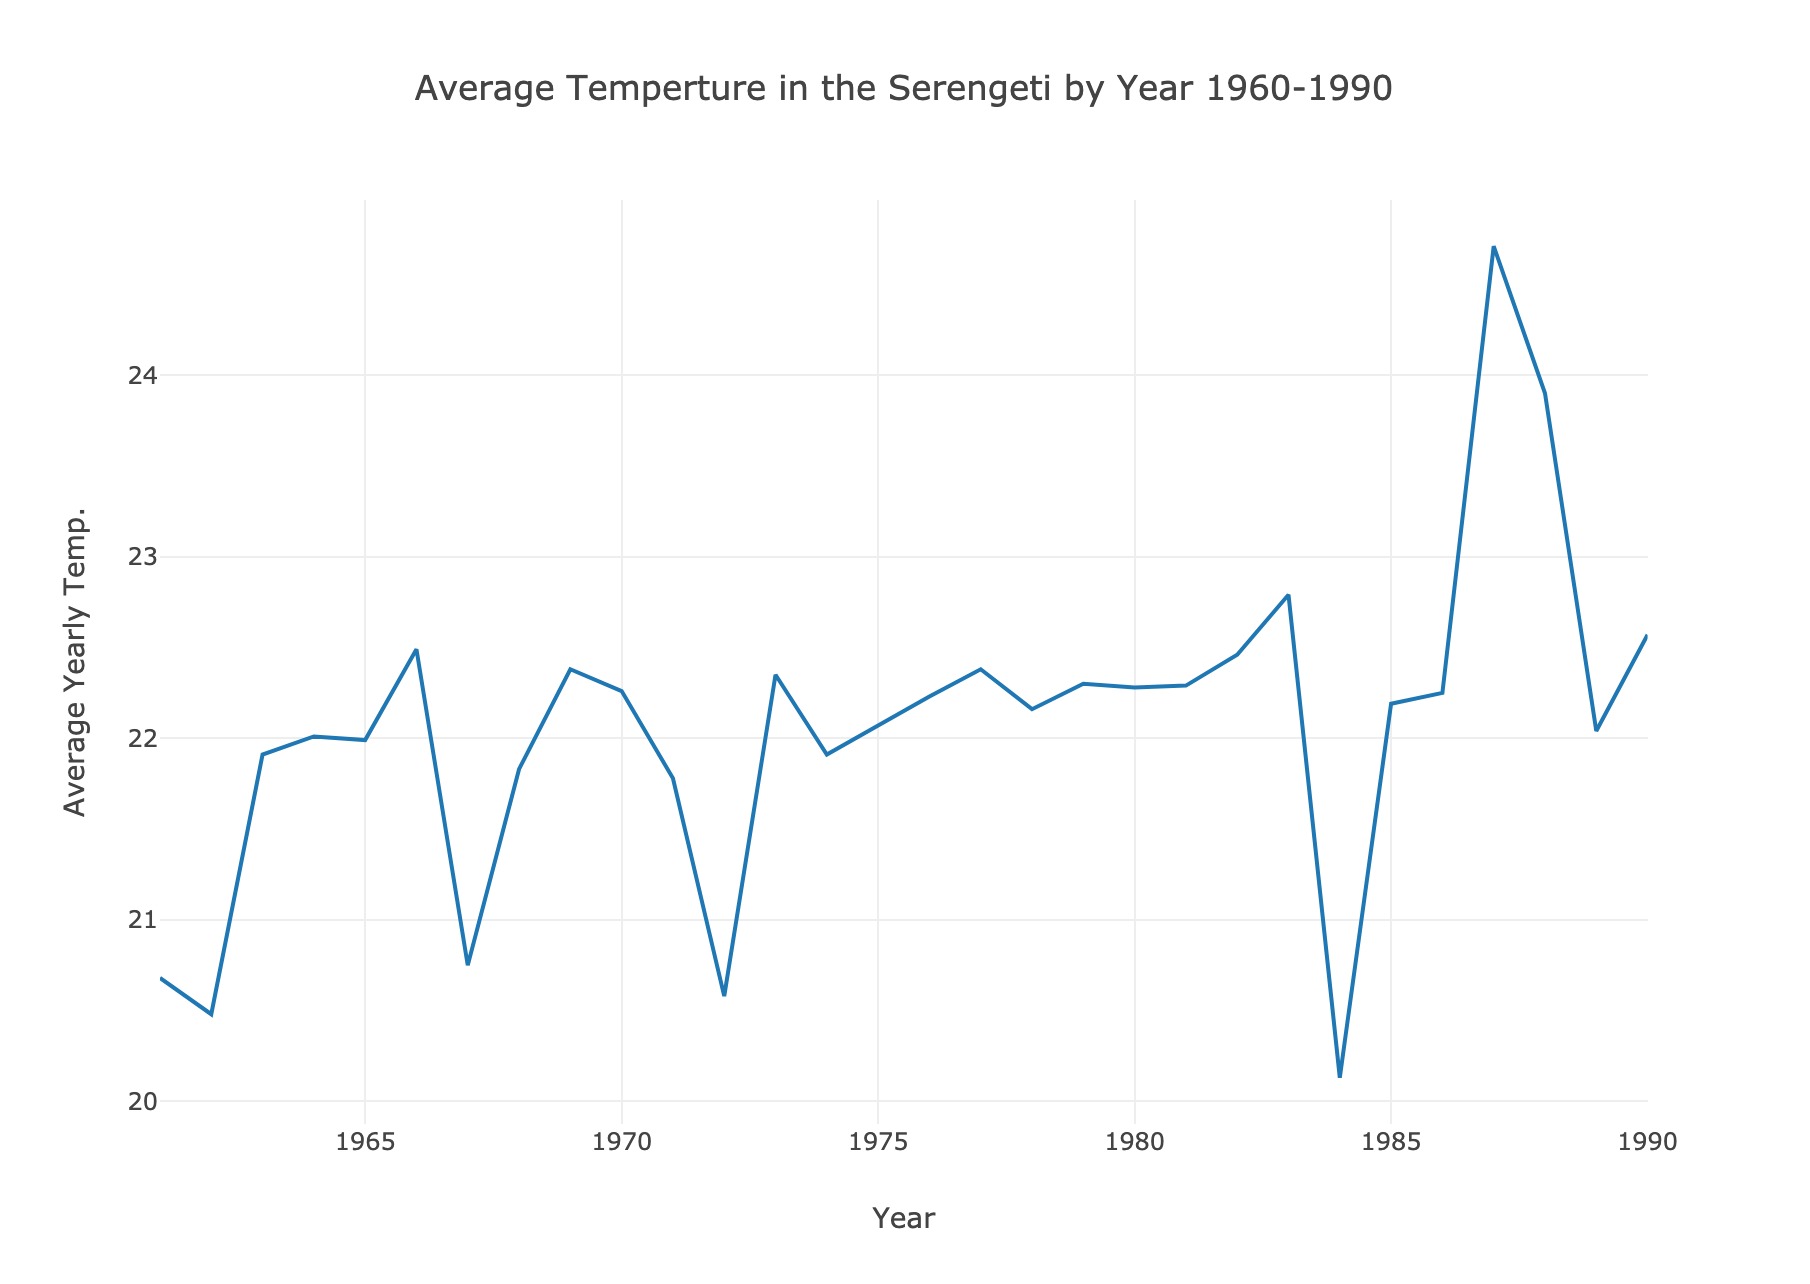 Average Temperture in the Serengeti by Year 1960-1990
24
23
22
21
20
Average Yearly Temp.
1965 1970 1975 1980 1985 1990
Year